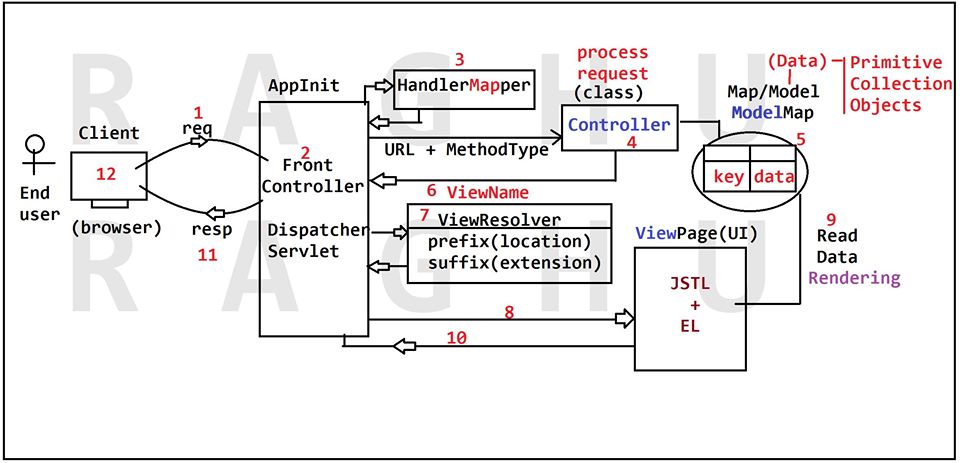 RAGHU
RAGHU
AppInit
3
HandlerMapper
process
request
(class)
(Data)
Primitive
Collection
Objects
Map/Model
ModelMap
Client
1
req
2
Front
Controller
Dispatcher
Servlet
URL + MethodType
Controller
4
5
key
data
12
End
user
(browser)
resp
11
6 ViewName
7 ViewResolver
prefix(location)
suffix(extension)
ViewPage(UI)
9
Read
Data
Rendering
JSTL
+
EL
8
10